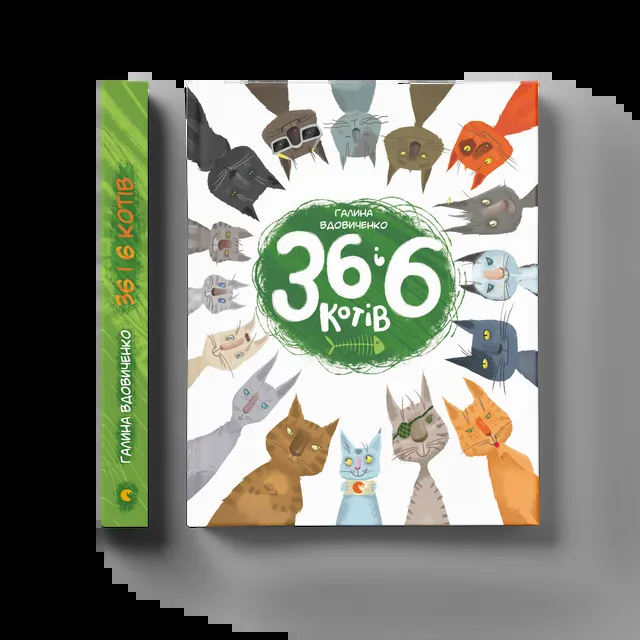 ГАЛИНА ВДОВИЧЕНКО 36 І 6 КОТІВ
ГАЛИНА
ВДОВИЧЕНКО
36 і 6
КОТІВ